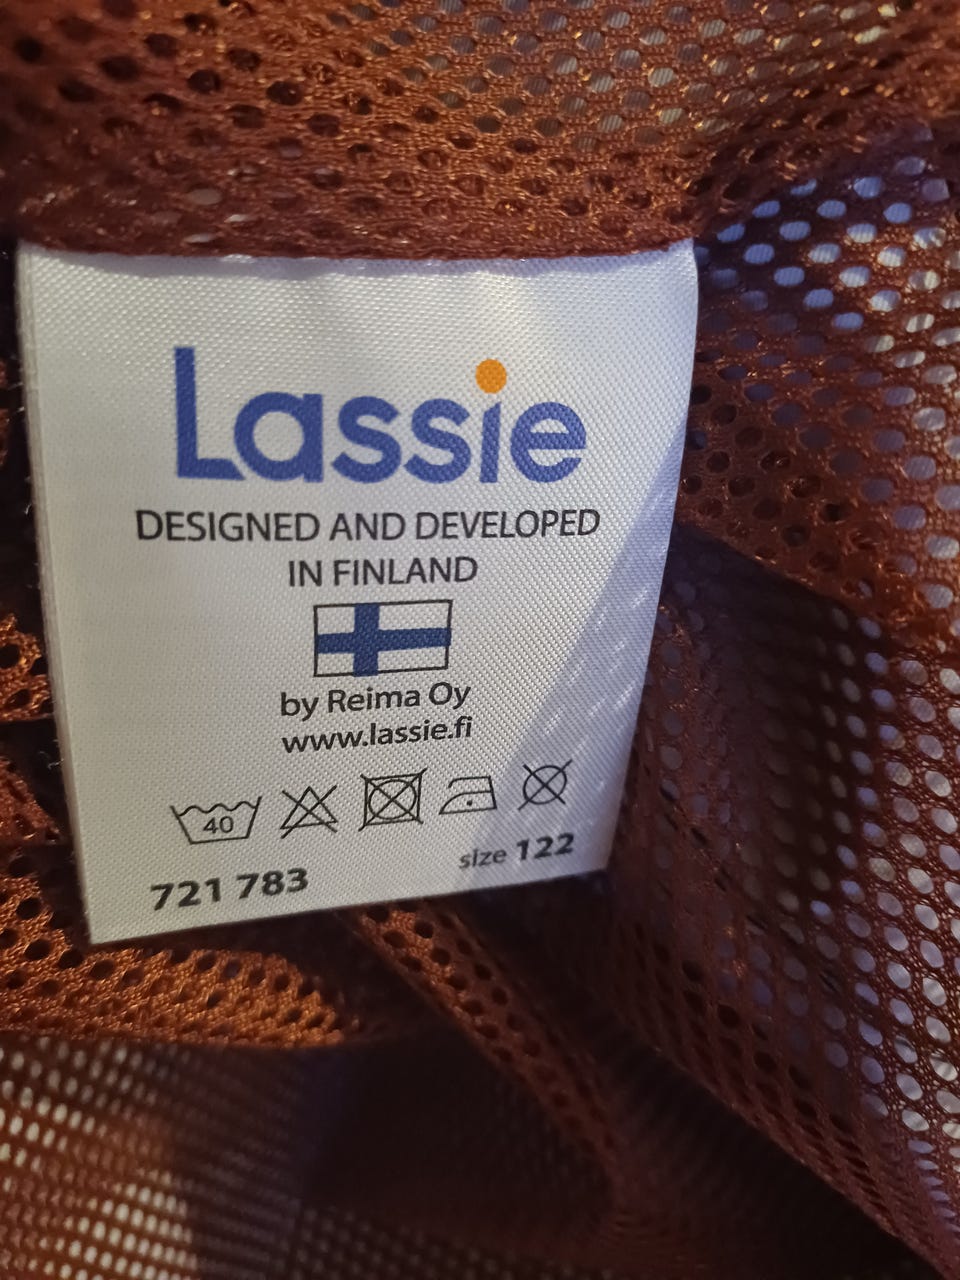 Lassie
DESIGNED AND DEVELOPED
IN FINLAND
by Reima Oy
www.lassie.fi
40
size 122
721 783